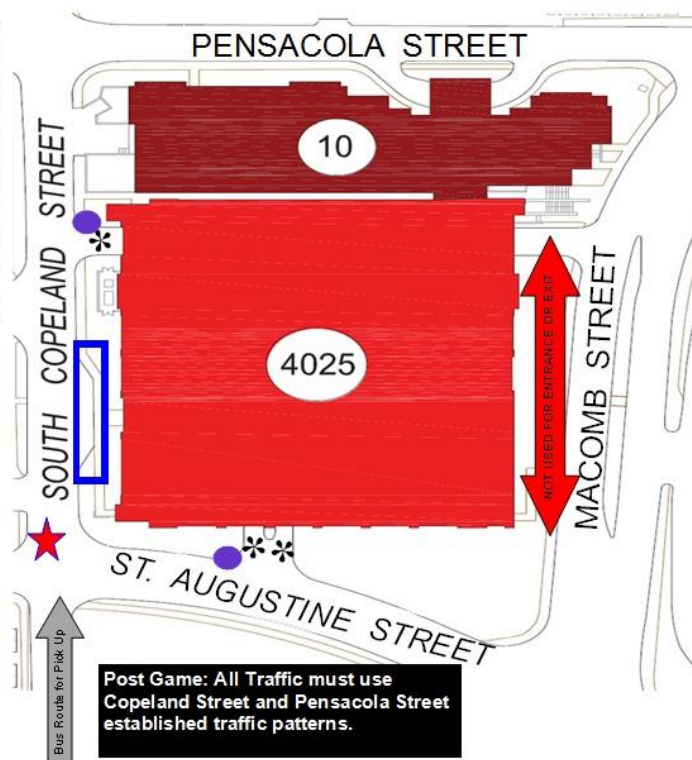 PENSACOLA STREET
10
SOUTH COPELAND STREET
*
4025
NOT USED FOR ENTRANCE OR EXIT
MACOMB STREET
* *
ST. AUGUSTINE STREET
Bus Route for Pick Up
Post Game: All Traffic must use
Copeland Street and Pensacola Street
established traffic patterns.